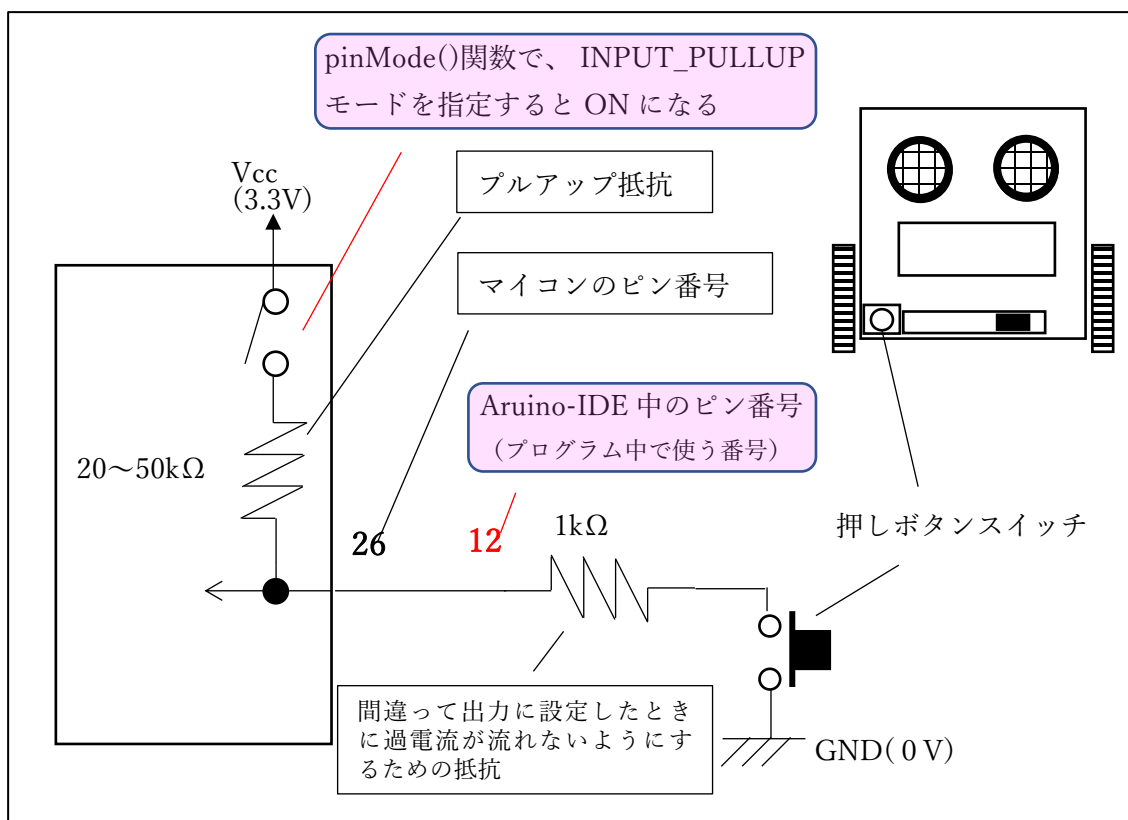 pinMode()関数で、 INPUT_PULLUP
モードを指定すると ON になる
Vcc
(3.3V)
プルアップ抵抗
マイコンのピン番号
Aruino-IDE 中のピン番号
（プログラム中で使う番号）
20～50kΩ
26
12
1kΩ
押しボタンスイッチ
間違って出力に設定したとき
に過電流が流れないようにす
るための抵抗
GND(０V)